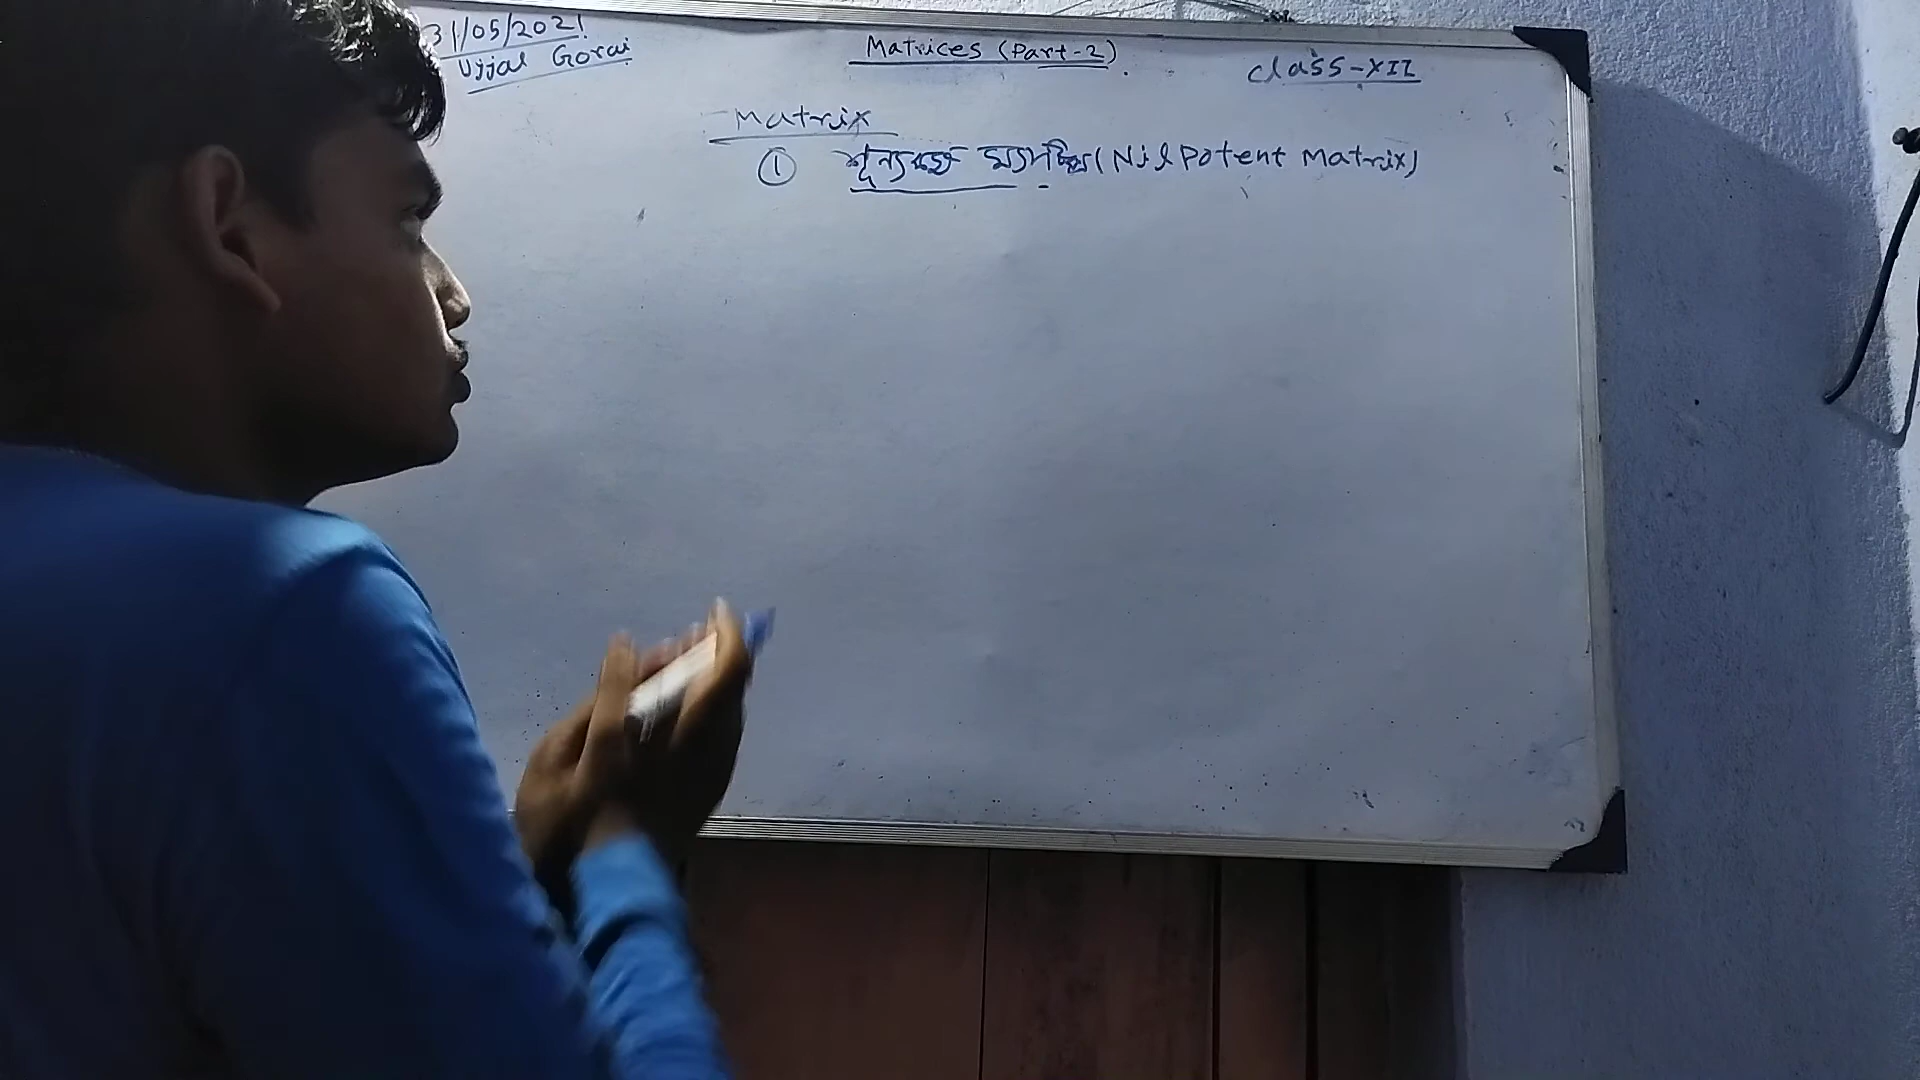 31/05/2021
Ujjal Gorai
Matrices (Part-2)
Class-XII
Matrix
① শূন্যঘাতি ম্যাট্রিক্স (Nil Potent Matrix)